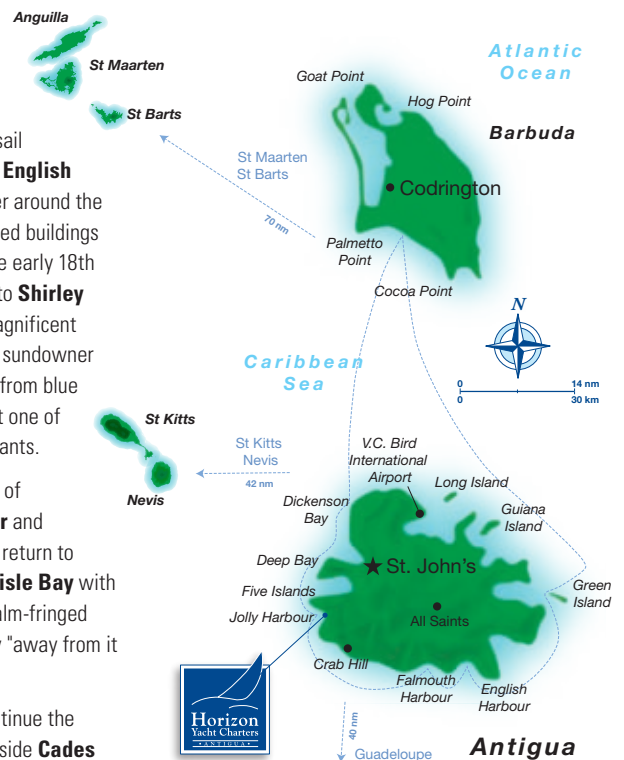 sail
English
er around the
ed buildings
e early 18th
to Shirley
agnificent
sundowner
from blue
t one of
ants.
of
r and
return to
isle Bay with
alm-fringed
y "away from it
tinue the
side Cades
Anguilla
St Maarten
St Barts
Atlantic
Ocean
Goat Point
Hog Point
Barbuda
St Maarten
St Barts
70 nm
Codrington
Palmetto
Point
Cocoa Point
N
0 14 nm
0 30 km
Caribbean
Sea
St Kitts
Nevis
St Kitts
Nevis
42 nm
V.C. Bird
International
Airport
Long Island
Guiana
Island
Dickenson
Bay
Deep Bay
St. John's
Five Islands
Green
Island
Jolly Harbour
All Saints
Crab Hill
Falmouth
Harbour
English
Harbour
Horizon
Yacht Charters
• ANTIGUA •
40 nm
Guadeloupe
Antigua